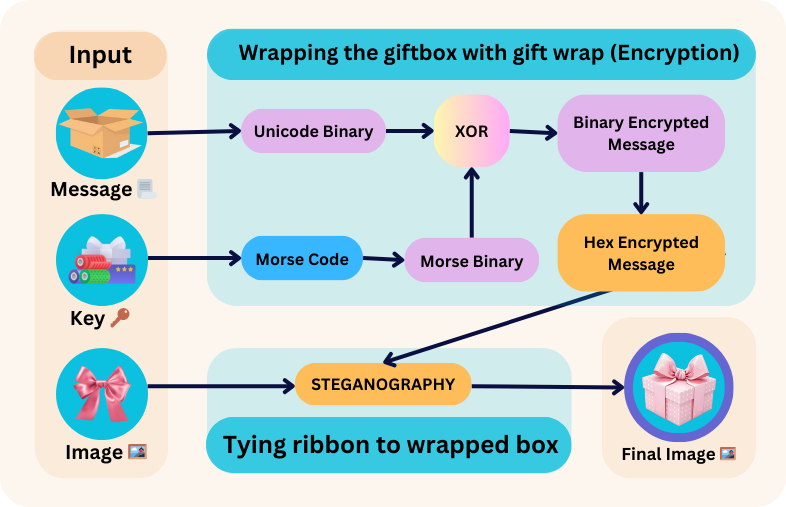 Input
Wrapping the giftbox with gift wrap (Encryption)
Message
Unicode Binary
XOR
Binary Encrypted
Message
Key
Morse Code
Morse Binary
Hex Encrypted
Message
Image
STEGANOGRAPHY
Tying ribbon to wrapped box
Final Image